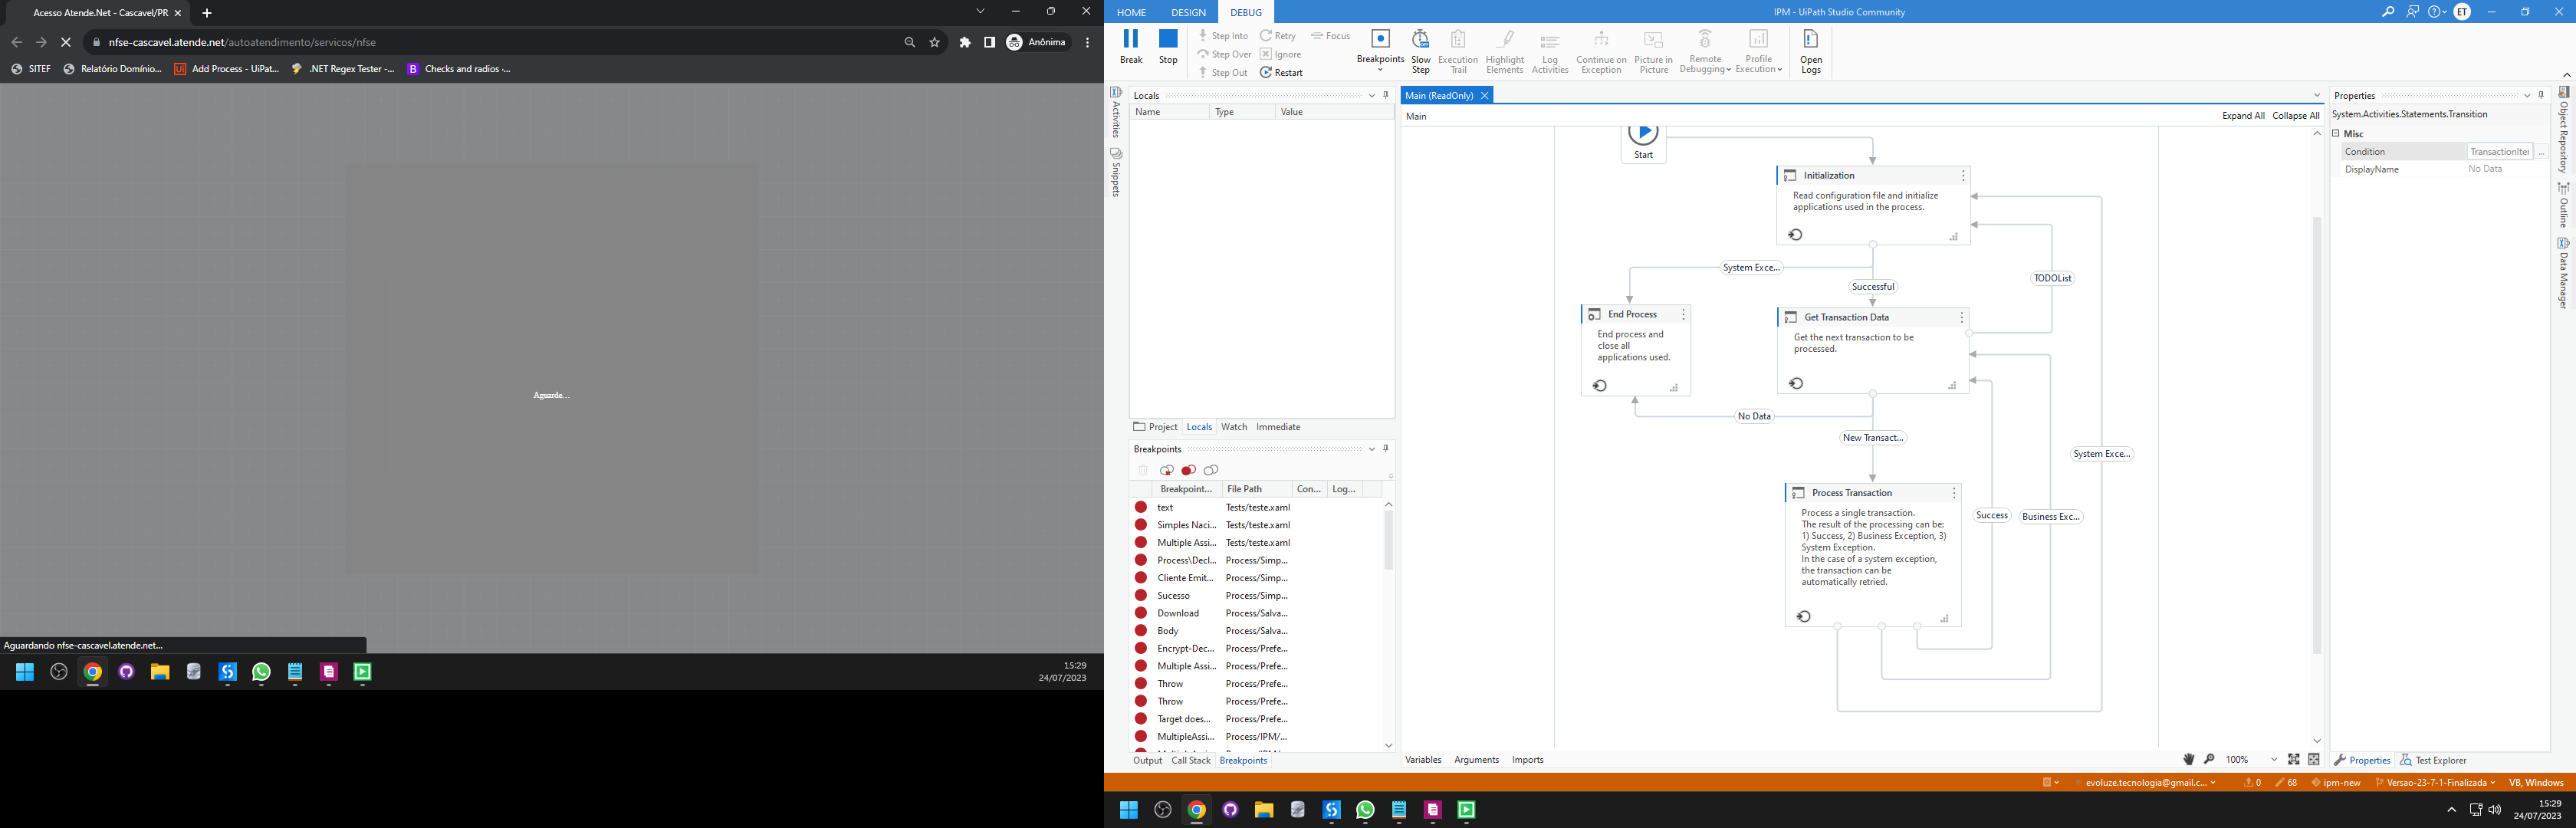 Acesso Atende.Net - Cascavel/PR
nfse-cascavel.atende.net/autoatendimento/servicos/nfse
Anônima
SITEF
Relatório Domínio...
Add Process - UiPat...
.NET Regex Tester -...
Checks and radios -...
Aguarde...
Aguardando nfse-cascavel.atende.net...
15:29
24/07/2023
HOME
DESIGN
DEBUG
IPM - UiPath Studio Community
ET
Break
Stop
Step Into
Step Over
Step Out
Retry
Ignore
Restart
Focus
Breakpoints
Slow
Step
Execution
Trail
Highlight
Elements
Log
Activities
Continue on
Exception
Picture in
Picture
Remote
Debugging
Profile
Execution
Open
Logs
Activities
Snippets
Locals
Name
Type
Value
Project
Locals
Watch
Immediate
Breakpoints
Breakpoint...
File Path
Con...
Log...
text
Tests/teste.xaml
Simples Naci...
Tests/teste.xaml
Multiple Assi...
Tests/teste.xaml
Process\Decl...
Process/Simp...
Cliente Emit...
Process/Simp...
Sucesso
Process/Simp...
Download
Process/Salva...
Body
Process/Salva...
Encrypt-Dec...
Process/Prefe...
Multiple Assi...
Process/Prefe...
Throw
Process/Prefe...
Throw
Process/Prefe...
Target does...
Process/Prefe...
MultipleAssi...
Process/IPM/...
Output
Call Stack
Breakpoints
Main (ReadOnly)
Main
Expand All
Collapse All
Start
Initialization
Read configuration file and initialize
applications used in the process.
System Exce...
Successful
TODOList
End Process
End process and
close all
applications used.
Get Transaction Data
Get the next transaction to be
processed.
No Data
New Transact...
System Exce...
Process Transaction
Process a single transaction.
The result of the processing can be:
1) Success, 2) Business Exception, 3)
System Exception.
In the case of a system exception,
the transaction can be
automatically retried.
Success
Business Exc...
Variables
Arguments
Imports
100%
Properties
System.Activities.Statements.Transition
Misc
Condition
TransactionIter
...
DisplayName
No Data
Properties
Test Explorer
Object Repository
Outline
Data Manager
evoluze.tecnologia@gmail.c...
0
68
ipm-new
Versao-23-7-1-Finalizada
VB, Windows
15:29
24/07/2023